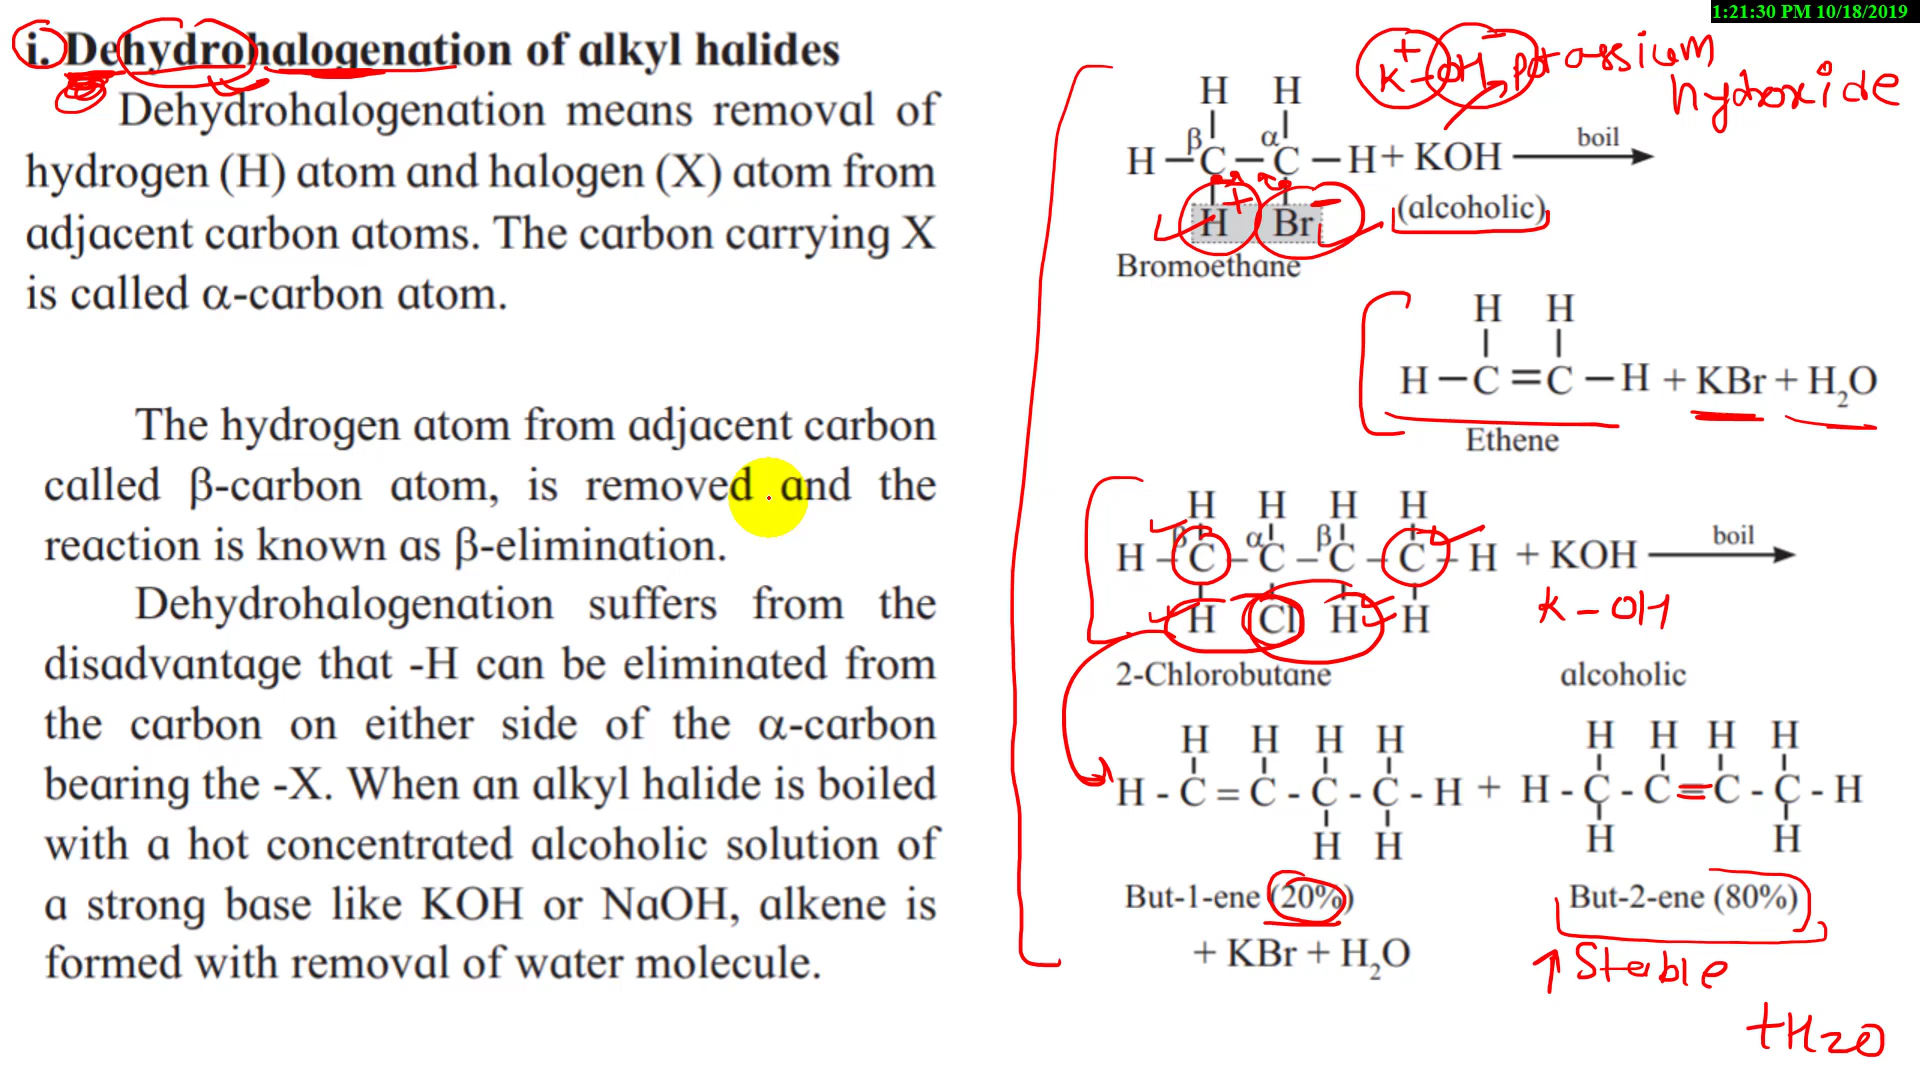 1:21:30 PM 10/18/2019
i. Dehydrohalogenation of alkyl halides
Dehydrohalogenation means removal of
hydrogen (H) atom and halogen (X) atom from
adjacent carbon atoms. The carbon carrying X
is called α-carbon atom.
The hydrogen atom from adjacent carbon
called β-carbon atom, is removed and the
reaction is known as β-elimination.
Dehydrohalogenation suffers from the
disadvantage that -H can be eliminated from
the carbon on either side of the α-carbon
bearing the -X. When an alkyl halide is boiled
with a hot concentrated alcoholic solution of
a strong base like KOH or NaOH, alkene is
formed with removal of water molecule.
K+ - OH- potassium
hydroxide
H H
β α
H – C – C – H + KOH boil
(alcoholic)
H Br
+ –
Bromoethane
H H
H – C = C – H + KBr + H₂O
Ethene
H H H H
β α β
H – C – C – C – C – H + KOH boil
H Cl H H
K - OH
2-Chlorobutane alcoholic
H H H H H H H H
H - C = C - C - C - H + H - C - C = C - C - H
H H H H
But-1-ene (20%) But-2-ene (80%)
+ KBr + H₂O
↑ Stable
+H2O